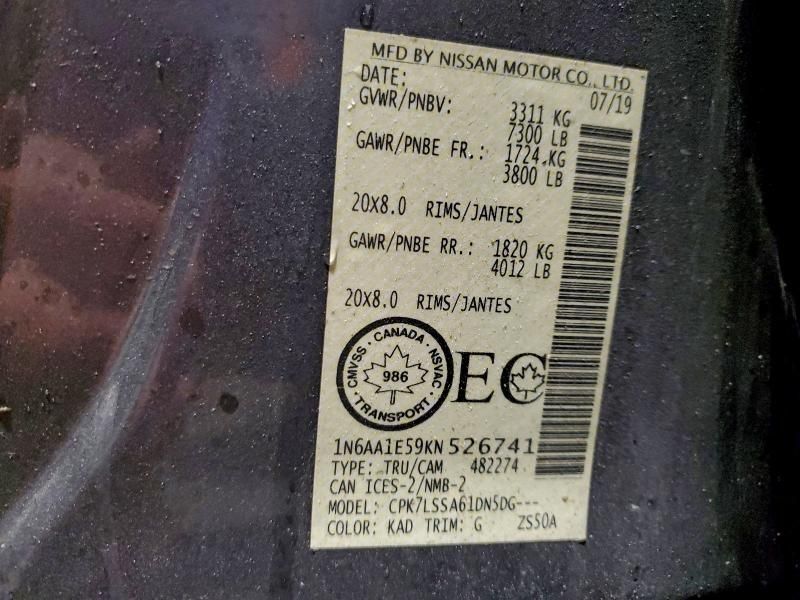 MFD BY NISSAN MOTOR CO., LTD.
DATE: 07/19
GVWR/PNBV: 3311 KG
7300 LB
GAWR/PNBE FR.: 1724 KG
3800 LB
20X8.0 RIMS/JANTES
GAWR/PNBE RR.: 1820 KG
4012 LB
20X8.0 RIMS/JANTES
CMVSS · CANADA · NSVAC · TRANSPORT ·
986
EC
1N6AA1E59KN526741
TYPE: TRU/CAM 482274
CAN ICES-2/NMB-2
MODEL: CPK7LSSA61DN5DG---
COLOR: KAD TRIM: G ZS50A